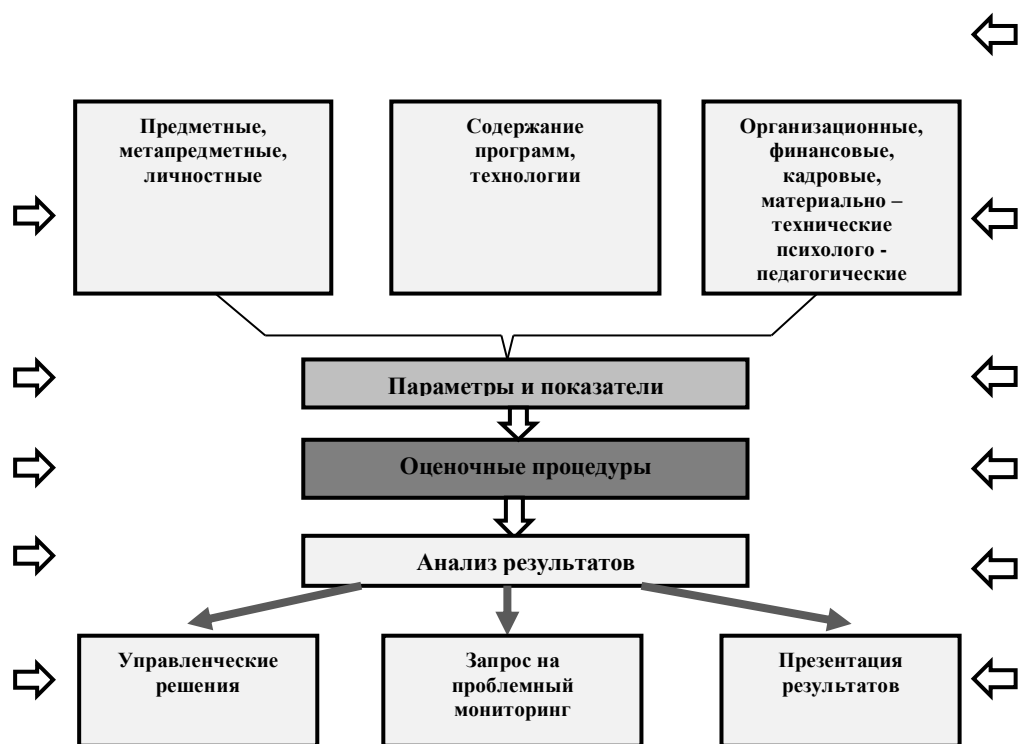 Предметные,
метапредметные,
личностные
Содержание
программ,
технологии
Организационные,
финансовые,
кадровые,
материально –
технические
психолого -
педагогические
Параметры и показатели
Оценочные процедуры
Анализ результатов
Управленческие
решения
Запрос на
проблемный
мониторинг
Презентация
результатов